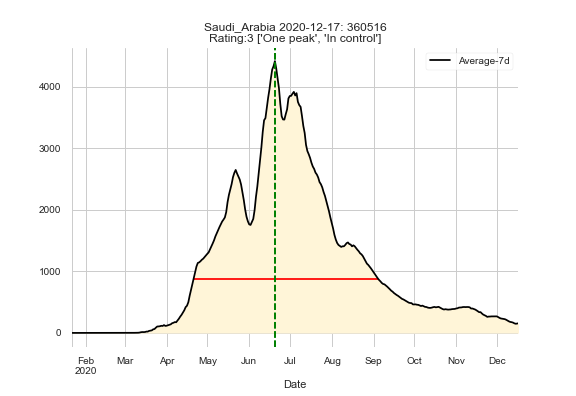 Saudi_Arabia 2020-12-17: 360516
Rating:3 ['One peak', 'In control']
Average-7d
4000
3000
2000
1000
0
Feb Mar Apr May Jun Jul Aug Sep Oct Nov Dec
2020
Date